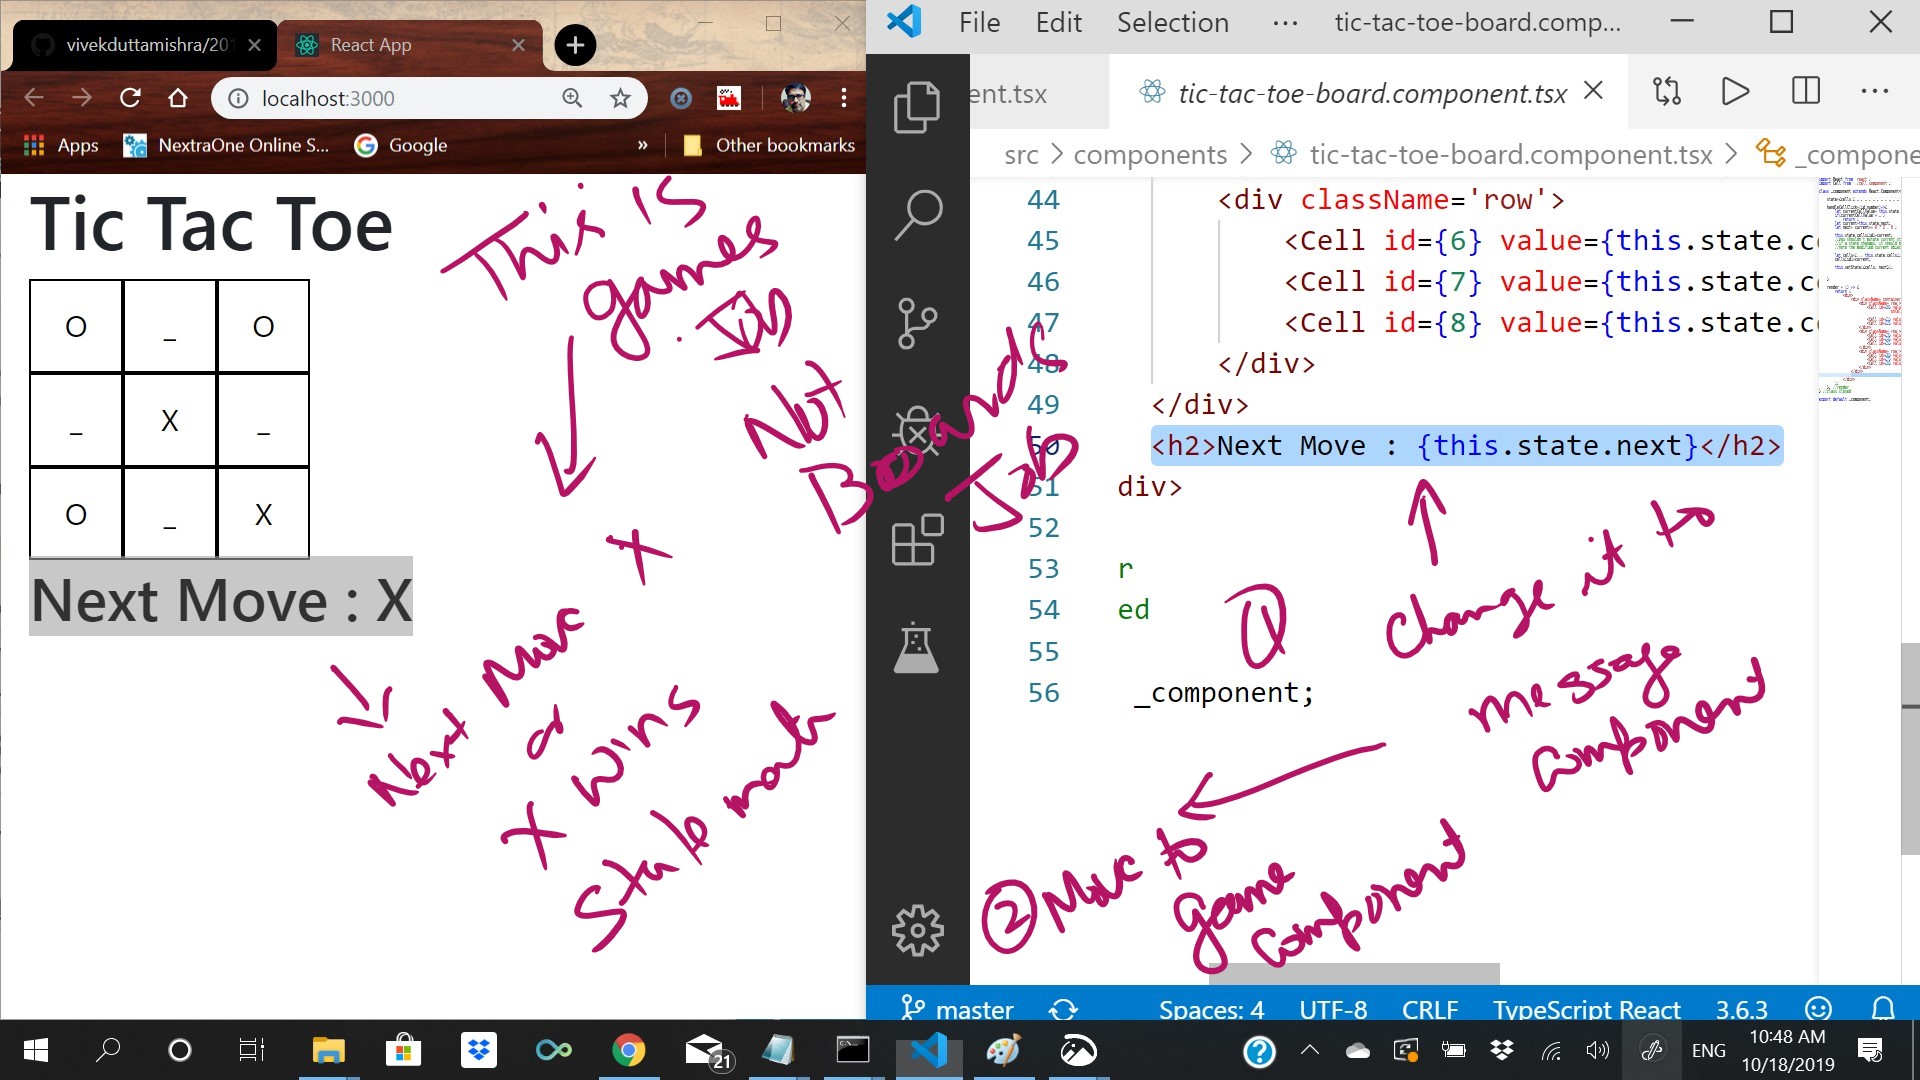 vivekduttamishra/201
React App
localhost:3000
Apps
NextraOne Online S...
Google
»
Other bookmarks
Tic Tac Toe
O _ O
_ X _
O _ X
Next Move : X
This is
games
Job
Not
Boards
Job
Next Move X
or
X wins
Stale mate
File Edit Selection ··· tic-tac-toe-board.comp...
ent.tsx
tic-tac-toe-board.component.tsx
src > components > tic-tac-toe-board.component.tsx > _compone
44 <div className='row'>
45 <Cell id={6} value={this.state.ce
46 <Cell id={7} value={this.state.ce
47 <Cell id={8} value={this.state.ce
48 </div>
49 </div>
50 <h2>Next Move : {this.state.next}</h2>
51 div>
52
53 r
54 ed
55
56 _component;
1
Change it to
message
component
2 Move to
game
component
master
Spaces: 4 UTF-8 CRLF TypeScript React 3.6.3
21
ENG
10:48 AM
10/18/2019